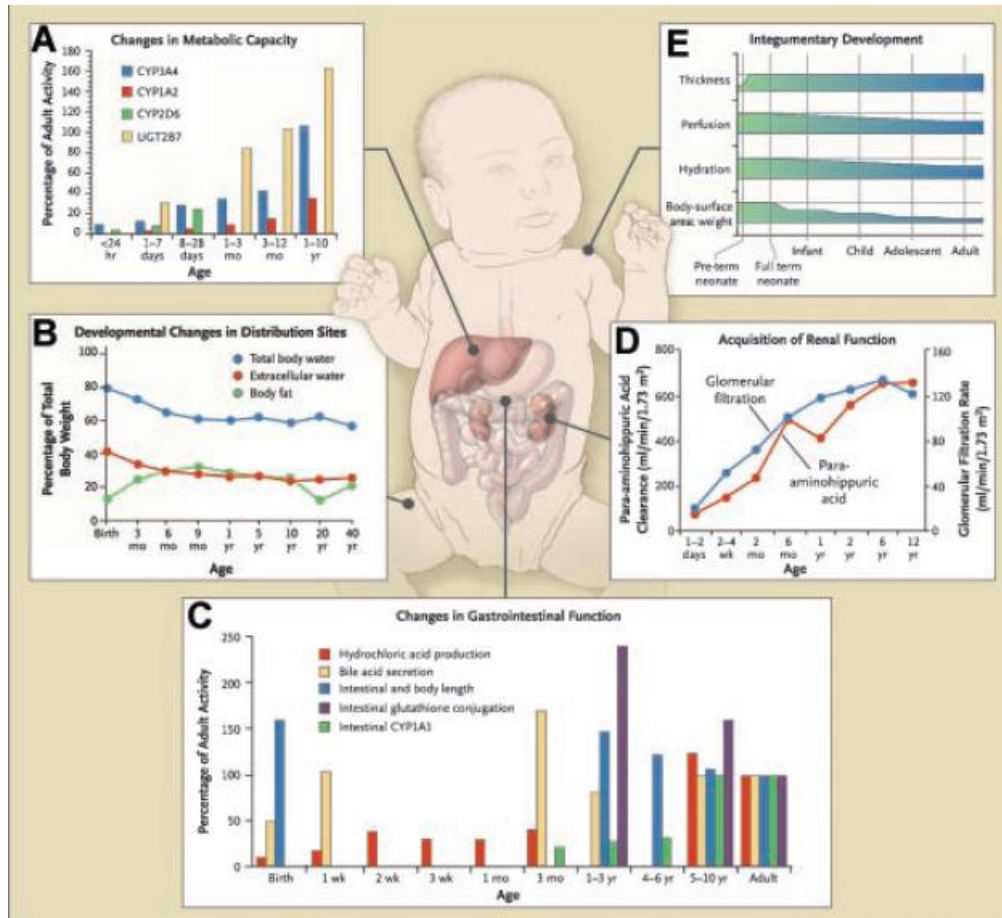 A
Changes in Metabolic Capacity
Percentage of Adult Activity
180
160
140
120
100
80
60
40
20
0
CYP3A4
CYP1A2
CYP2D6
UGT2B7
<24 hr
1–7 days
8–28 days
1–3 mo
3–12 mo
1–10 yr
Age
E
Integumentary Development
Thickness
Perfusion
Hydration
Body-surface
area: weight
Pre-term
neonate
Full term
neonate
Infant
Child
Adolescent
Adult
B
Developmental Changes in Distribution Sites
Percentage of Total
Body Weight
100
80
60
40
20
0
Total body water
Extracellular water
Body fat
Birth
3 mo
6 mo
9 mo
1 yr
5 yr
10 yr
20 yr
40 yr
Age
D
Acquisition of Renal Function
Para-aminohippuric Acid
Clearance (ml/min/1.73 m²)
800
600
400
200
0
Glomerular
filtration
Para-
aminohippuric
acid
160
120
80
40
0
Glomerular Filtration Rate
(ml/min/1.73 m²)
1–2 days
2–4 wk
2 mo
6 mo
1 yr
2 yr
6 yr
12 yr
Age
C
Changes in Gastrointestinal Function
Percentage of Adult Activity
250
200
150
100
50
0
Hydrochloric acid production
Bile acid secretion
Intestinal and body length
Intestinal glutathione conjugation
Intestinal CYP1A1
Birth
1 wk
2 wk
3 wk
1 mo
3 mo
1–3 yr
4–6 yr
5–10 yr
Adult
Age